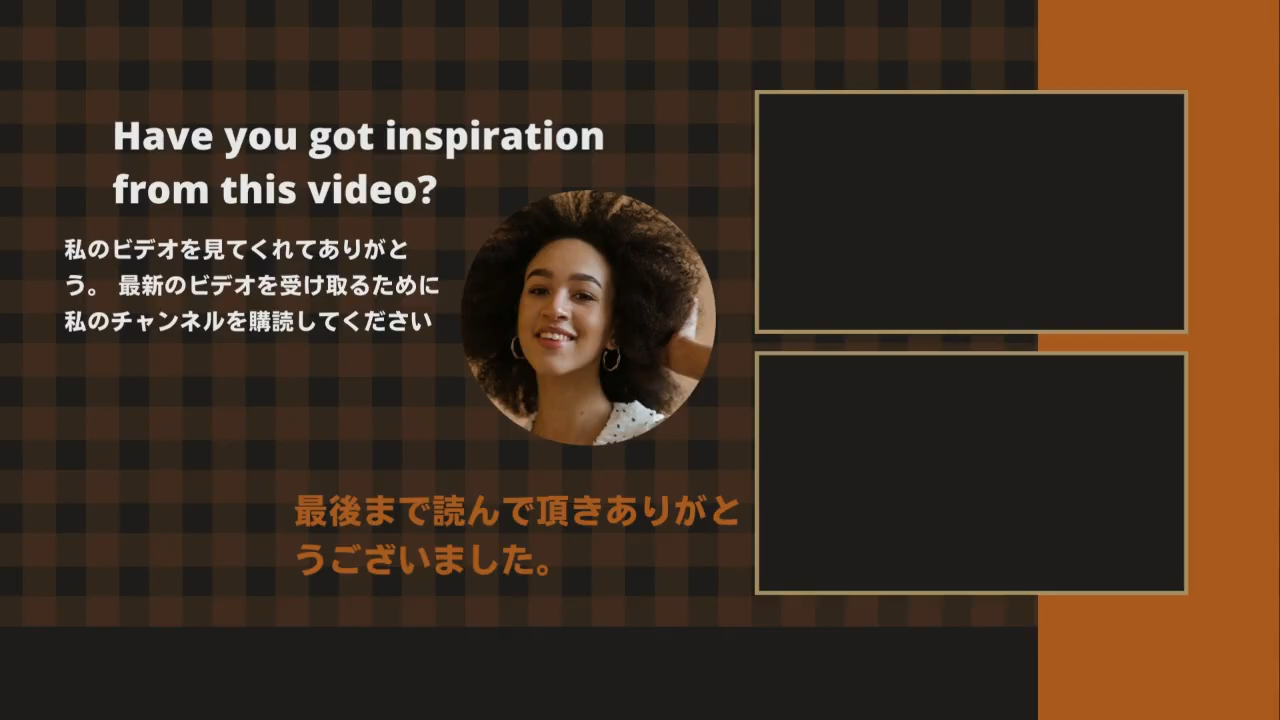 Have you got inspiration
from this video?
私のビデオを見てくれてありがと
う。 最新のビデオを受け取るために
私のチャンネルを購読してください
最後まで読んで頂きありがと
うございました。